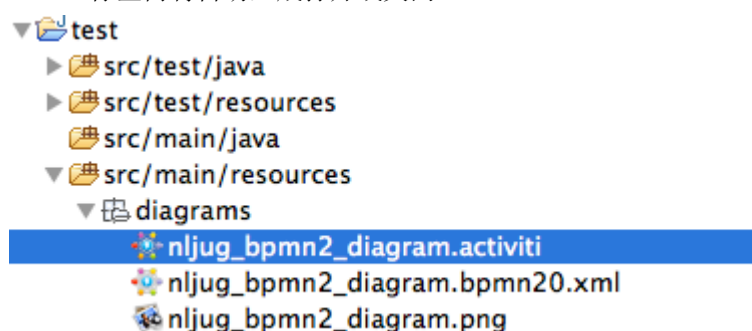 test
src/test/java
src/test/resources
src/main/java
src/main/resources
diagrams
nljug_bpmn2_diagram.activiti
nljug_bpmn2_diagram.bpmn20.xml
nljug_bpmn2_diagram.png